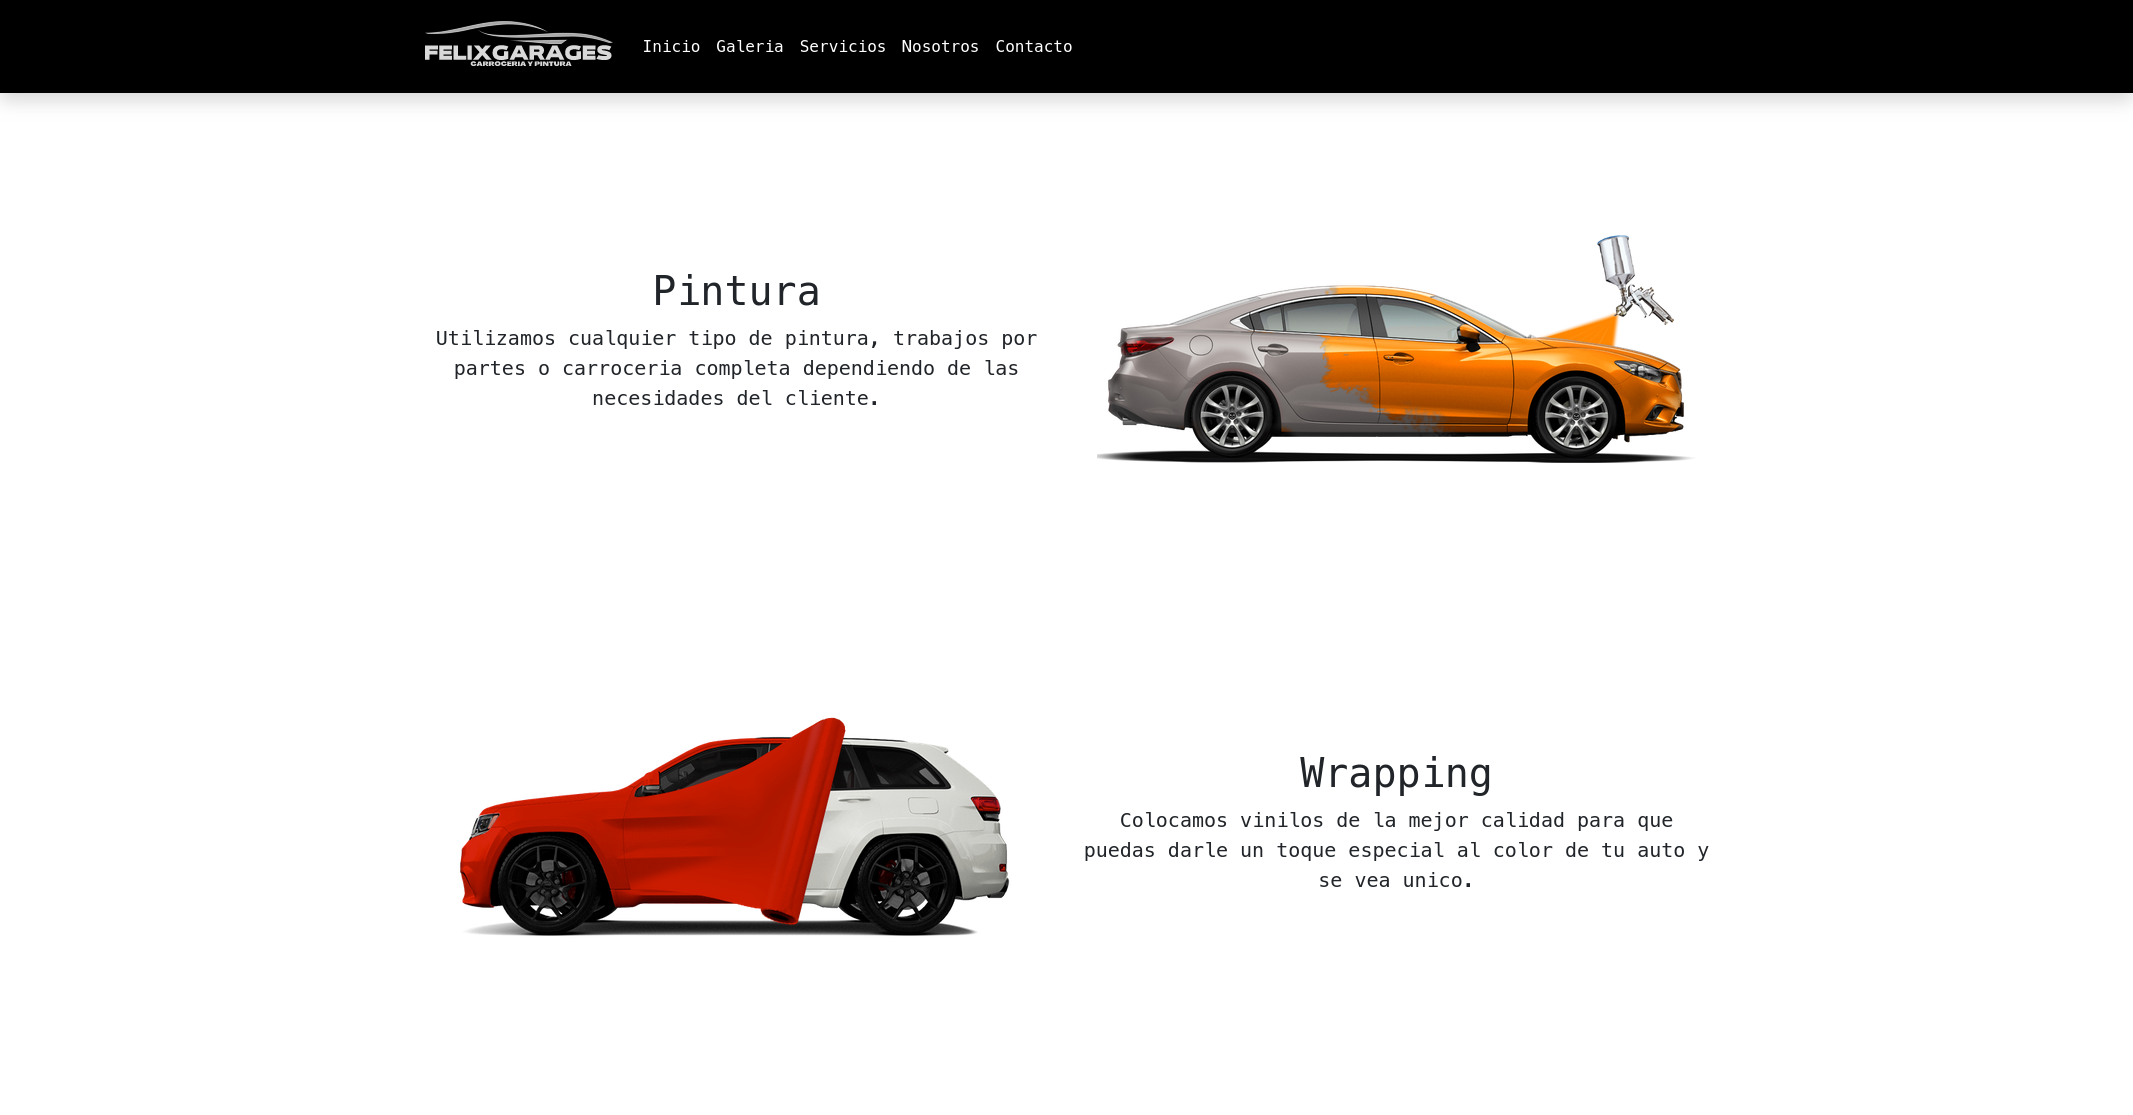 FELIXGARAGES
CARROCERIA Y PINTURA
Inicio Galeria Servicios Nosotros Contacto
Pintura
Utilizamos cualquier tipo de pintura, trabajos por
partes o carroceria completa dependiendo de las
necesidades del cliente.
Wrapping
Colocamos vinilos de la mejor calidad para que
puedas darle un toque especial al color de tu auto y
se vea unico.